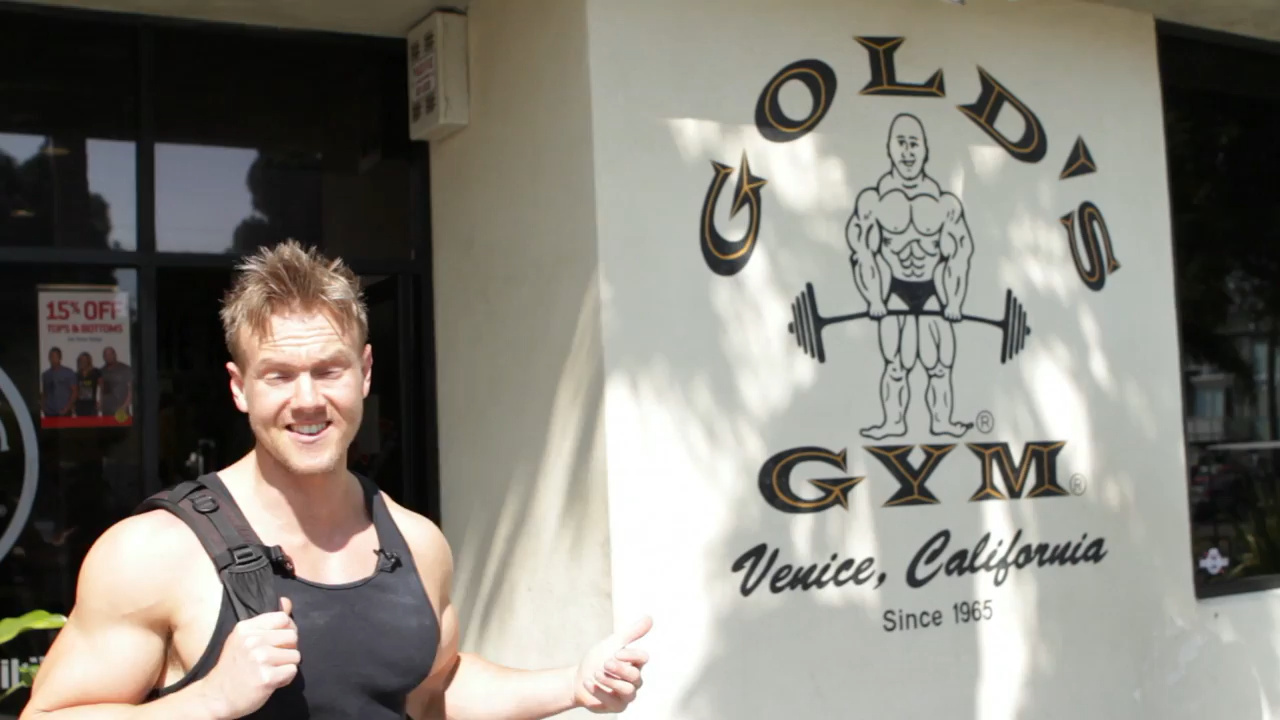 GOLD'S
GYM®
Venice, California
Since 1965
15% OFF
TOPS & BOTTOMS